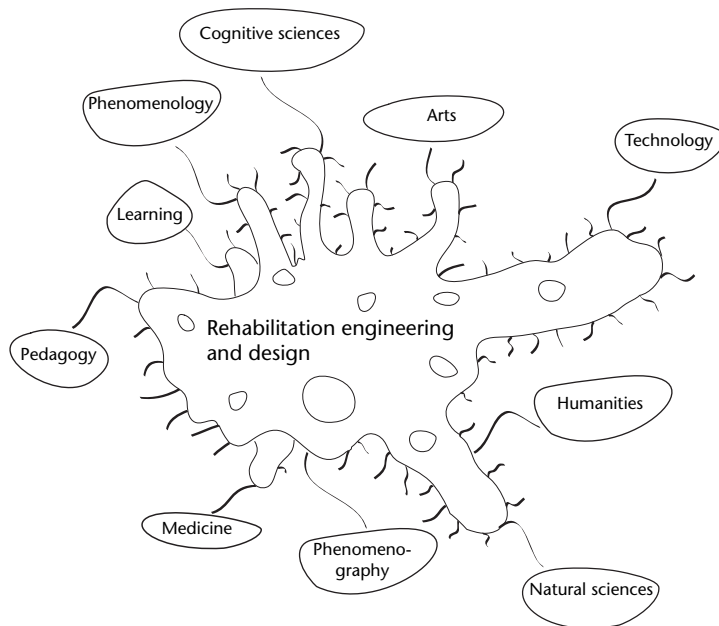 Cognitive sciences
Phenomenology
Arts
Technology
Learning
Rehabilitation engineering
and design
Pedagogy
Humanities
Medicine
Phenomeno-
graphy
Natural sciences